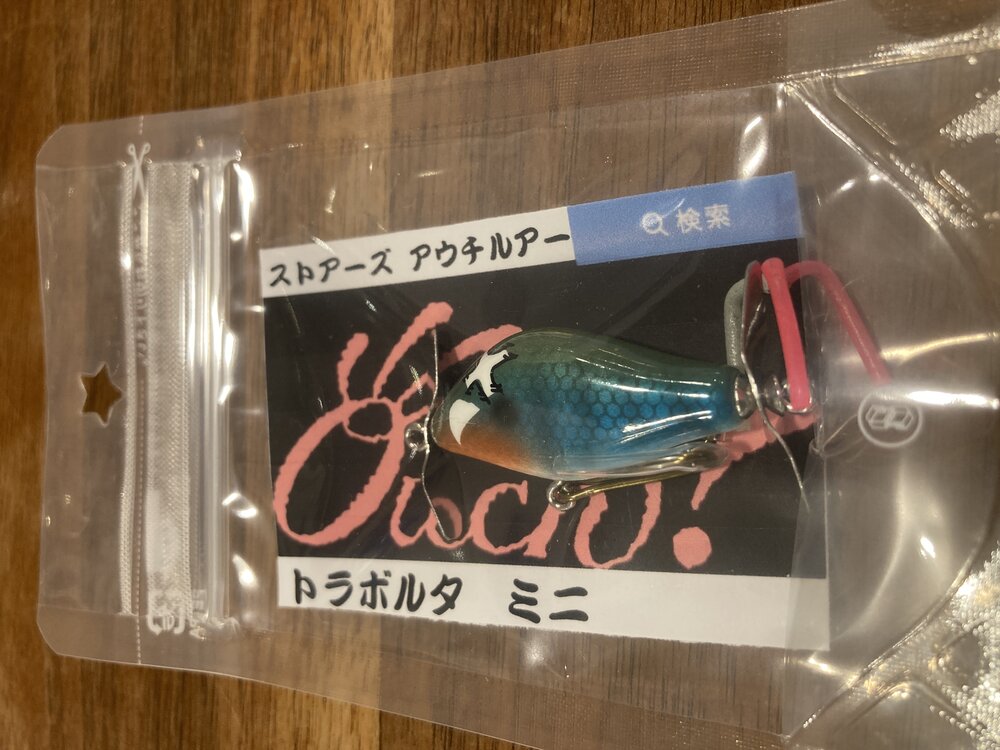 ストアーズ アウチルアー
検索
Ouch!
トラボルタ ミニ